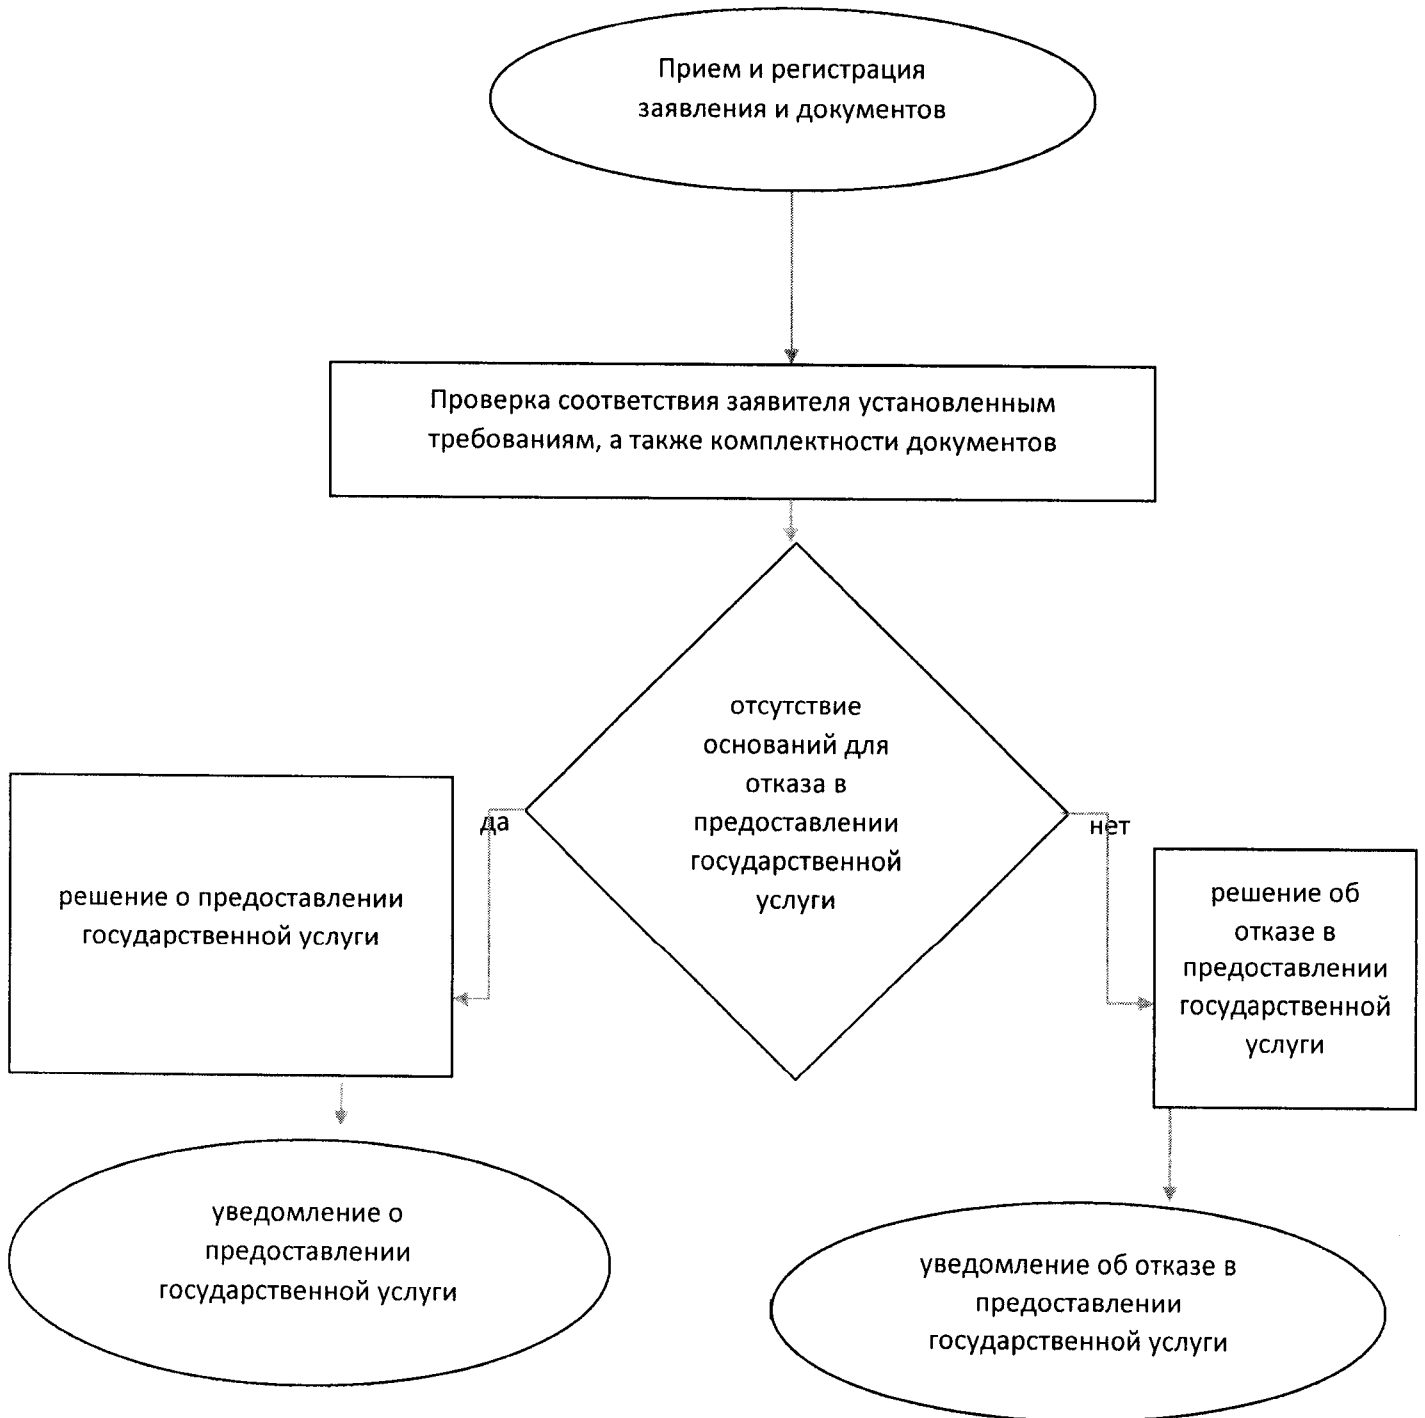 Прием и регистрация
заявления и документов
Проверка соответствия заявителя установленным
требованиям, а также комплектности документов
отсутствие
оснований для
отказа в
предоставлении
государственной
услуги
да
нет
решение о предоставлении
государственной услуги
решение об
отказе в
предоставлении
государственной
услуги
уведомление о
предоставлении
государственной услуги
уведомление об отказе в
предоставлении
государственной услуги